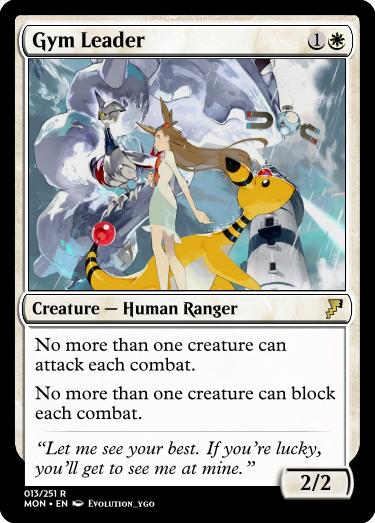 Gym Leader 1
Creature — Human Ranger
No more than one creature can
attack each combat.
No more than one creature can block
each combat.
“Let me see your best. If you’re lucky,
you’ll get to see me at mine.”
2/2
013/251 R
MON • EN Evolution_ygo